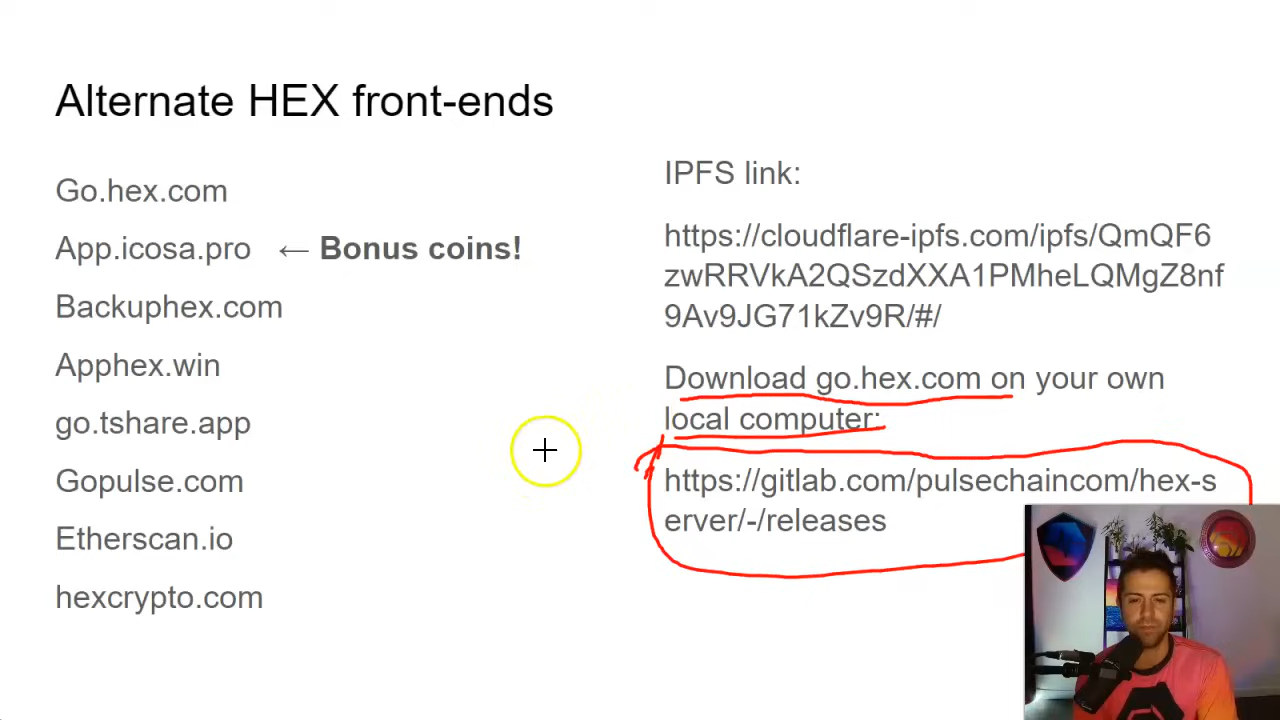 Alternate HEX front-ends
Go.hex.com
App.icosa.pro ← Bonus coins!
Backuphex.com
Apphex.win
go.tshare.app
Gopulse.com
Etherscan.io
hexcrypto.com
IPFS link:
https://cloudflare-ipfs.com/ipfs/QmQF6
zwRRVkA2QSzdXXA1PMheLQMgZ8nf
9Av9JG71kZv9R/#/
Download go.hex.com on your own
local computer:
https://gitlab.com/pulsechaincom/hex-s
erver/-/releases